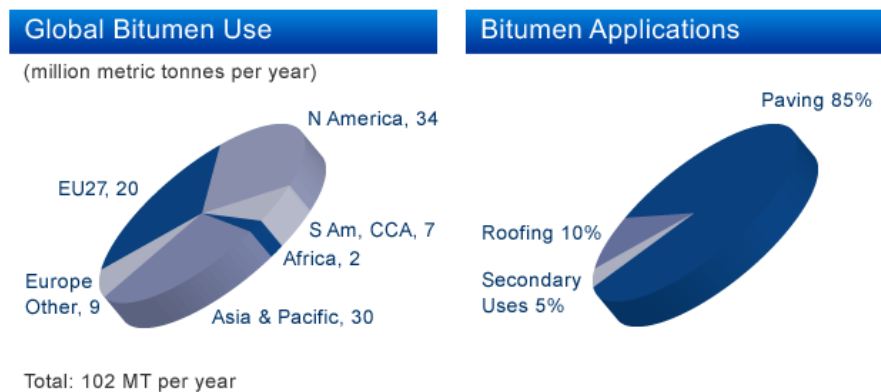 Global Bitumen Use
(million metric tonnes per year)
N America, 34
EU27, 20
S Am, CCA, 7
Africa, 2
Europe
Other, 9
Asia & Pacific, 30
Total: 102 MT per year
Bitumen Applications
Paving 85%
Roofing 10%
Secondary
Uses 5%